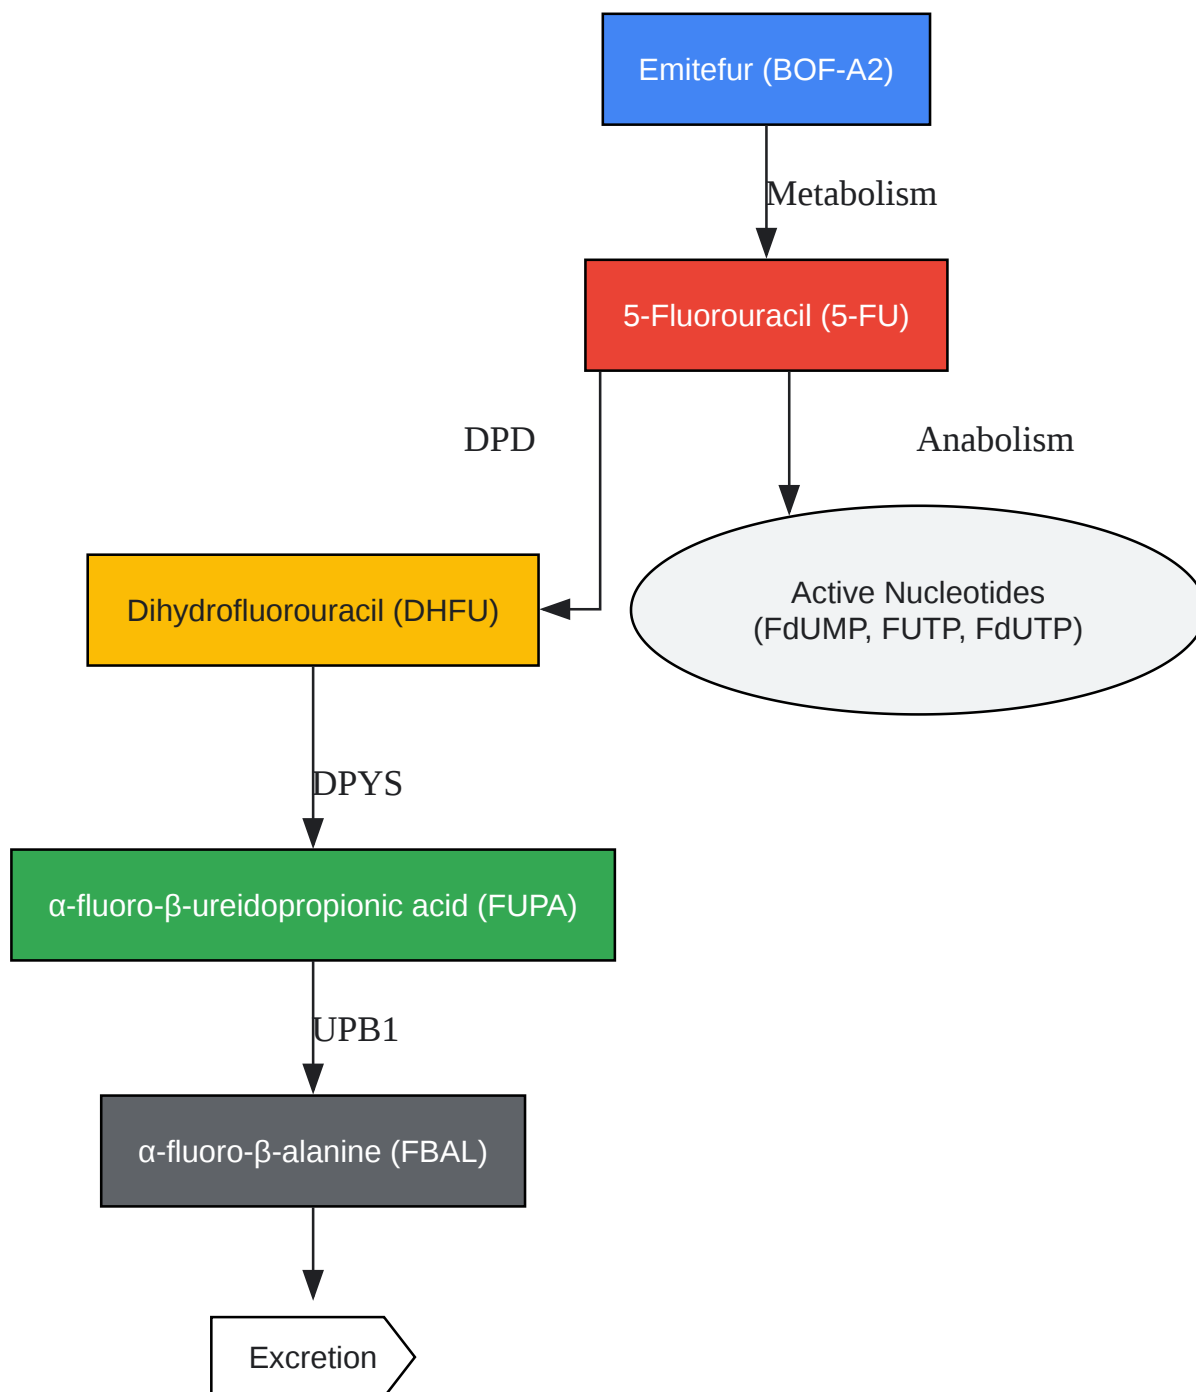 Emitefur (BOF-A2)
Metabolism
5-Fluorouracil (5-FU)
DPD
Anabolism
Dihydrofluorouracil (DHFU)
Active Nucleotides
(FdUMP, FUTP, FdUTP)
DPYS
α-fluoro-β-ureidopropionic acid (FUPA)
UPB1
α-fluoro-β-alanine (FBAL)
Excretion